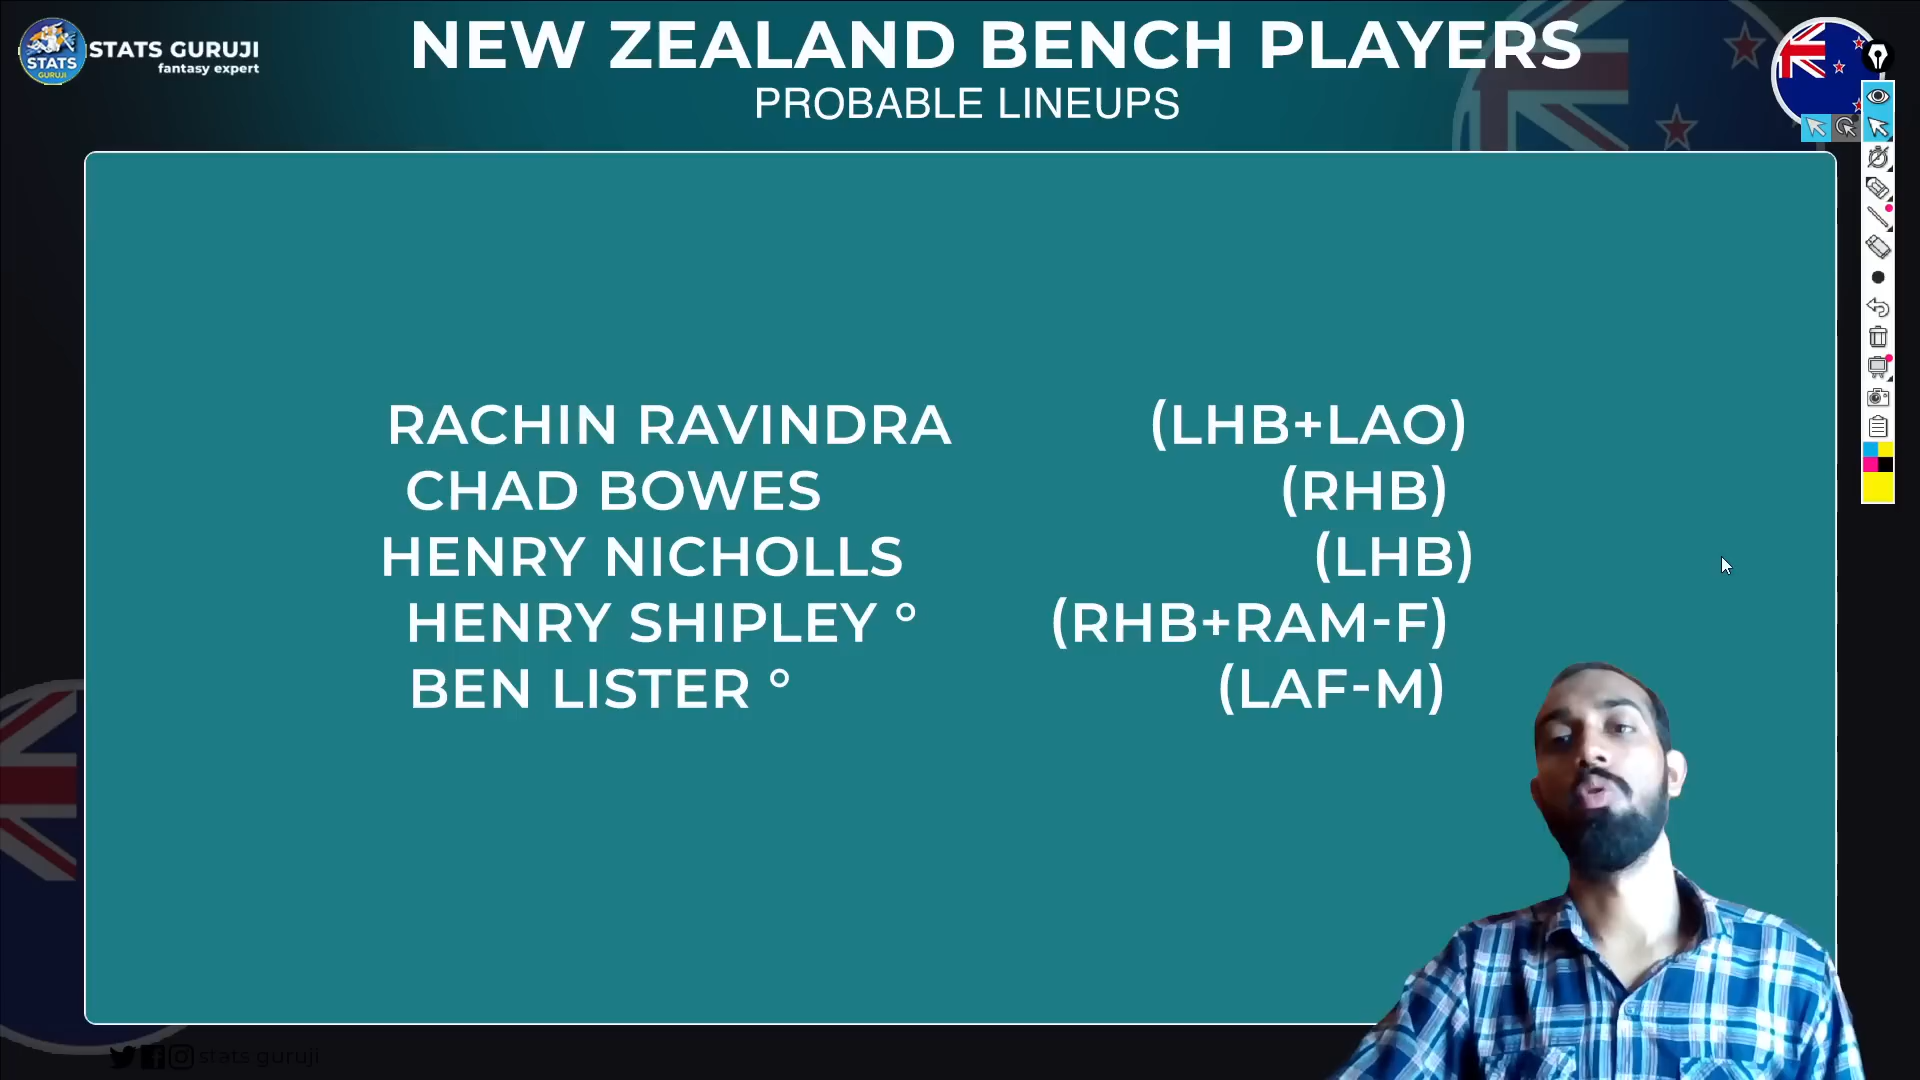 STATS GURUJI
fantasy expert
STATS
GURUJI
NEW ZEALAND BENCH PLAYERS
PROBABLE LINEUPS
RACHIN RAVINDRA (LHB+LAO)
CHAD BOWES (RHB)
HENRY NICHOLLS (LHB)
HENRY SHIPLEY ° (RHB+RAM-F)
BEN LISTER ° (LAF-M)
stats guruji